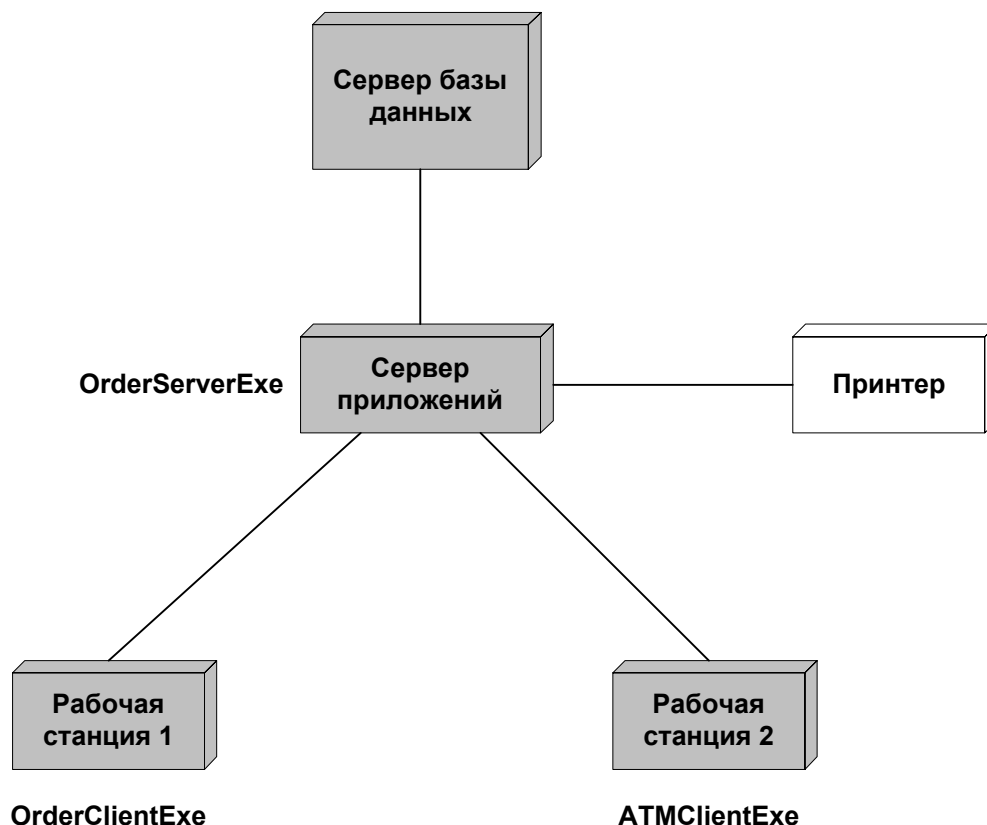 Сервер базы
данных
OrderServerExe
Сервер
приложений
Принтер
Рабочая
станция 1
Рабочая
станция 2
OrderClientExe
ATMClientExe